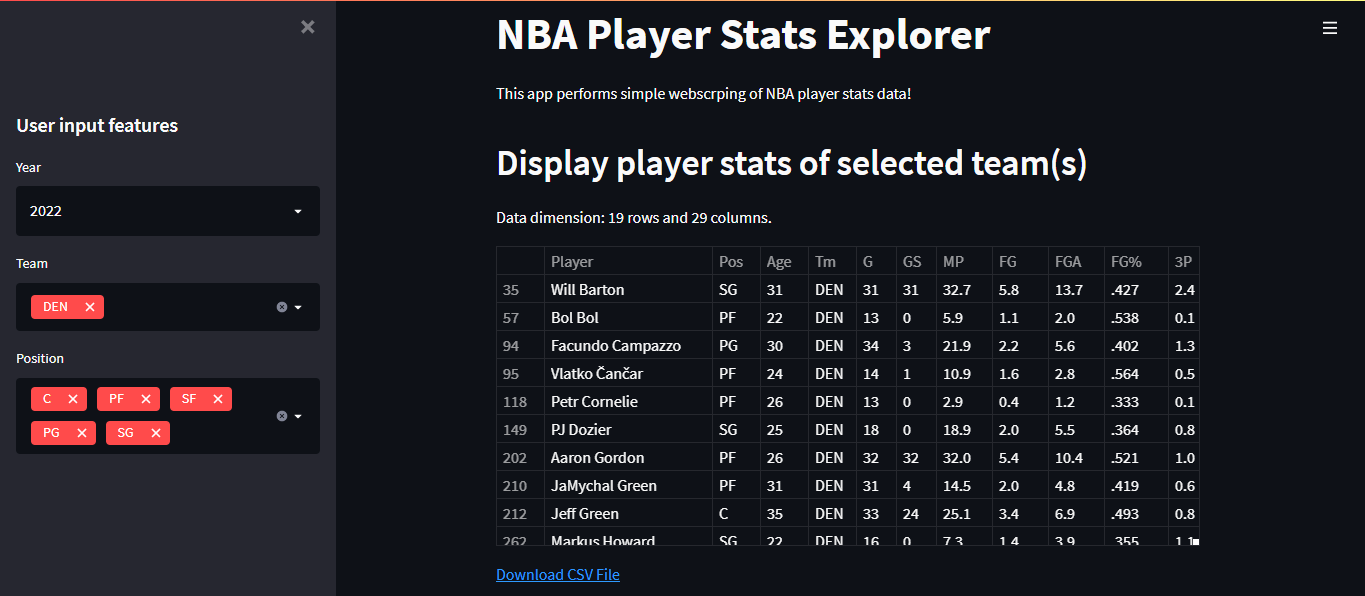 User input features
Year
2022
Team
DEN
Position
C PF SF
PG SG
NBA Player Stats Explorer
This app performs simple webscrping of NBA player stats data!
Display player stats of selected team(s)
Data dimension: 19 rows and 29 columns.
Player Pos Age Tm G GS MP FG FGA FG% 3P
35 Will Barton SG 31 DEN 31 31 32.7 5.8 13.7 .427 2.4
57 Bol Bol PF 22 DEN 13 0 5.9 1.1 2.0 .538 0.1
94 Facundo Campazzo PG 30 DEN 34 3 21.9 2.2 5.6 .402 1.3
95 Vlatko Čančar PF 24 DEN 14 1 10.9 1.6 2.8 .564 0.5
118 Petr Cornelie PF 26 DEN 13 0 2.9 0.4 1.2 .333 0.1
149 PJ Dozier SG 25 DEN 18 0 18.9 2.0 5.5 .364 0.8
202 Aaron Gordon PF 26 DEN 32 32 32.0 5.4 10.4 .521 1.0
210 JaMychal Green PF 31 DEN 31 4 14.5 2.0 4.8 .419 0.6
212 Jeff Green C 35 DEN 33 24 25.1 3.4 6.9 .493 0.8
262 Markus Howard SG 22 DEN 16 0 7.3 1.4 3.9 .355 1.1
Download CSV File